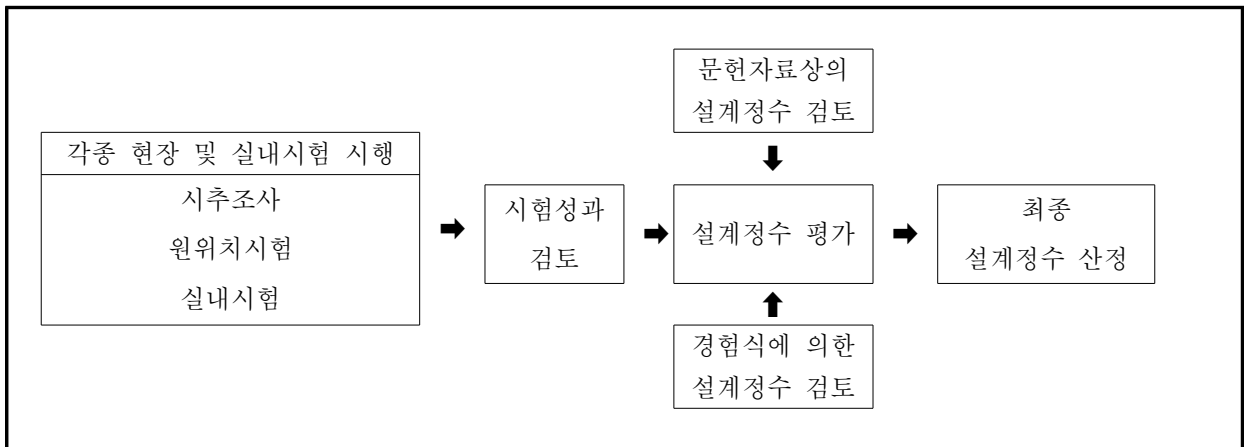 각종 현장 및 실내시험 시행
시추조사
원위치시험
실내시험
시험성과
검토
문헌자료상의
설계정수 검토
설계정수 평가
경험식에 의한
설계정수 검토
최종
설계정수 산정